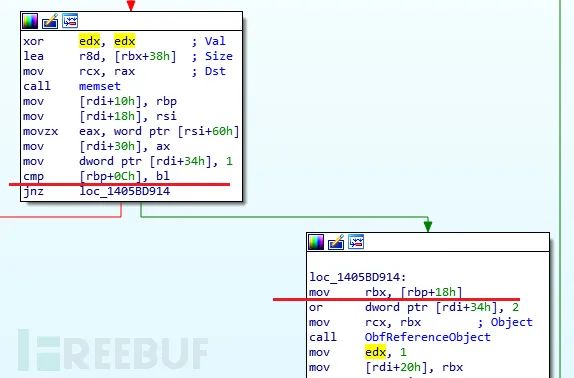 xor edx, edx ; Val
lea r8d, [rbx+38h] ; Size
mov rcx, rax ; Dst
call memset
mov [rdi+10h], rbp
mov [rdi+18h], rsi
movzx eax, word ptr [rsi+60h]
mov [rdi+30h], ax
mov dword ptr [rdi+34h], 1
cmp [rbp+0Ch], bl
jnz loc_1405BD914
loc_1405BD914:
mov rbx, [rbp+18h]
or dword ptr [rdi+34h], 2
mov rcx, rbx ; Object
call ObfReferenceObject
mov edx, 1
mov [rdi+20h], rbx
FREEBUF